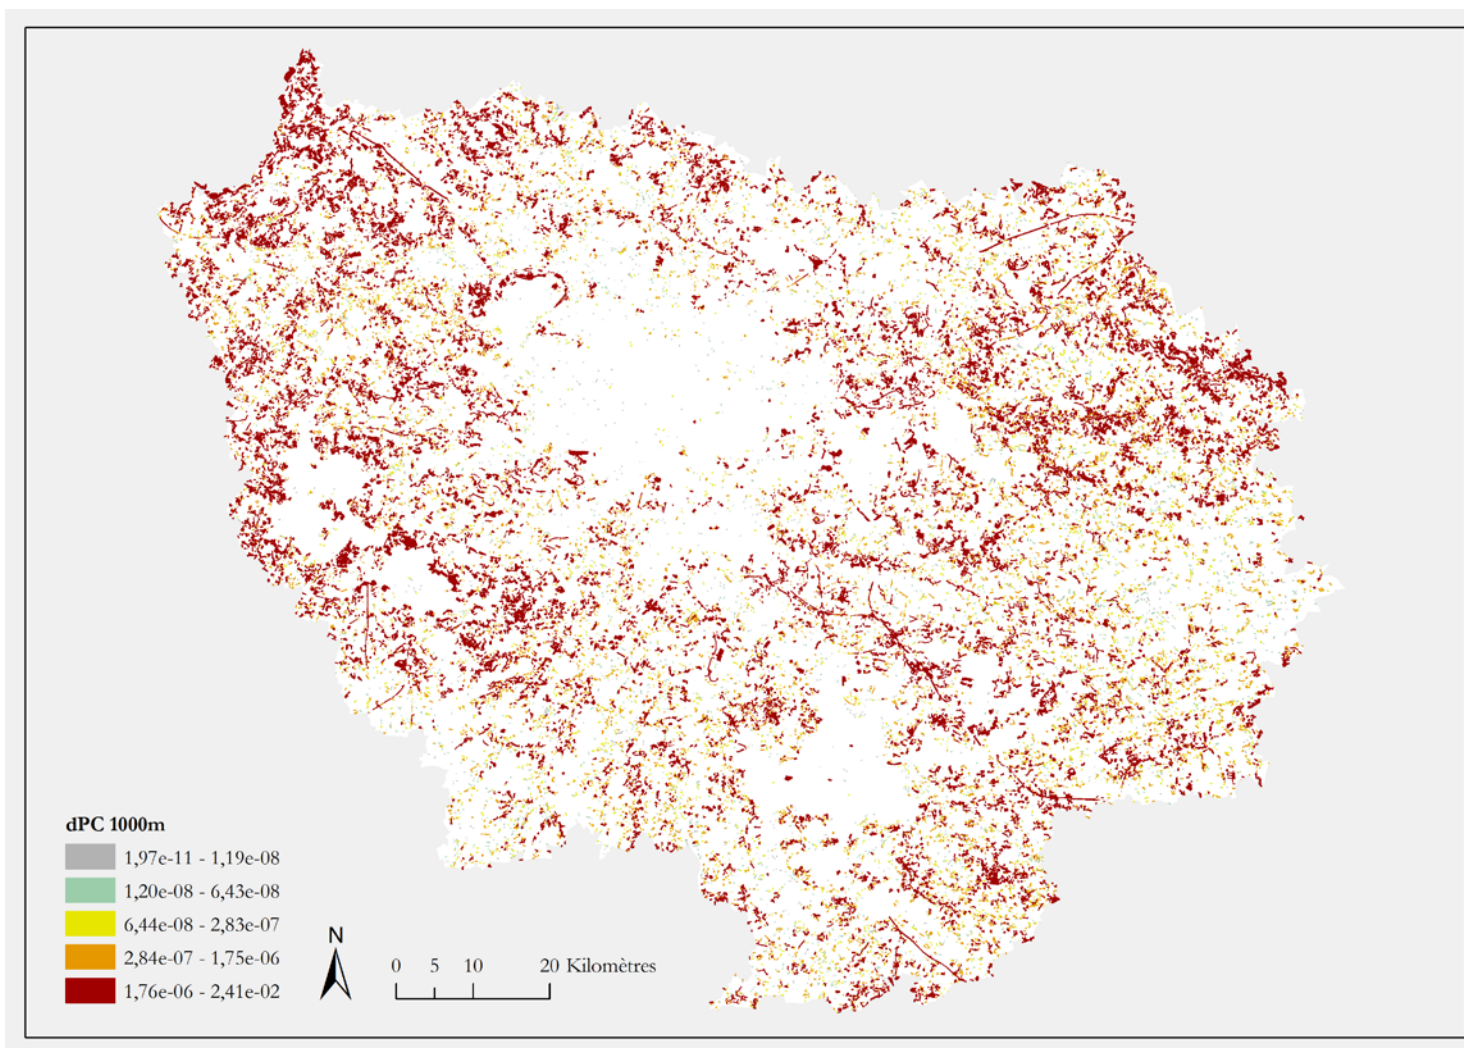 dPC 1000m
1,97e-11 - 1,19e-08
1,20e-08 - 6,43e-08
6,44e-08 - 2,83e-07
2,84e-07 - 1,75e-06
1,76e-06 - 2,41e-02
N
0 5 10 20 Kilomètres